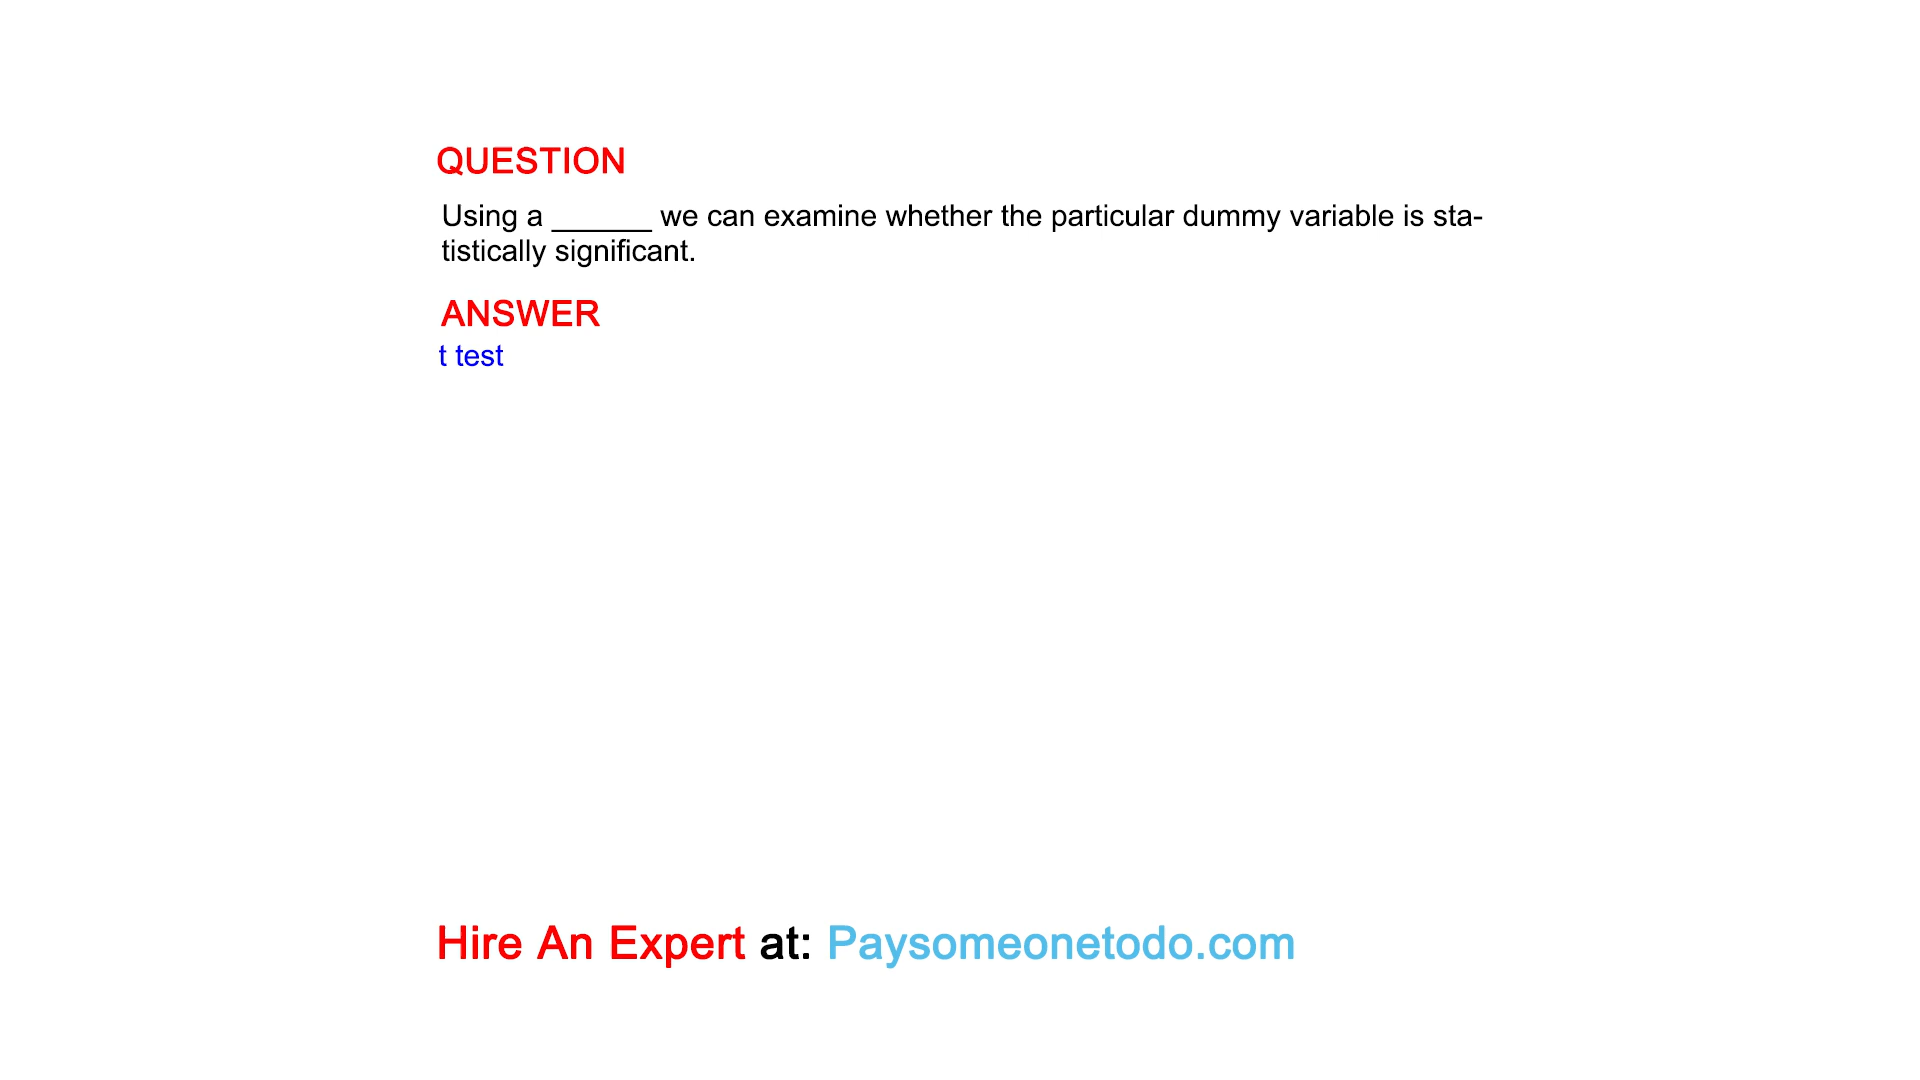 QUESTION
Using a ______ we can examine whether the particular dummy variable is sta-
tistically significant.
ANSWER
t test
Hire An Expert at: Paysomeonetodo.com